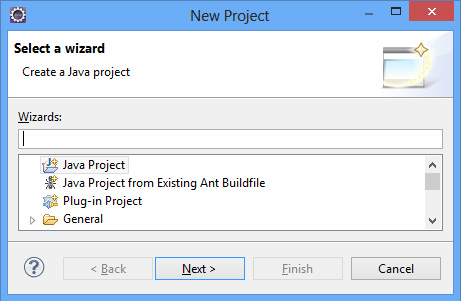 New Project
Select a wizard
Create a Java project
Wizards:
Java Project
Java Project from Existing Ant Buildfile
Plug-in Project
General
? < Back Next > Finish Cancel